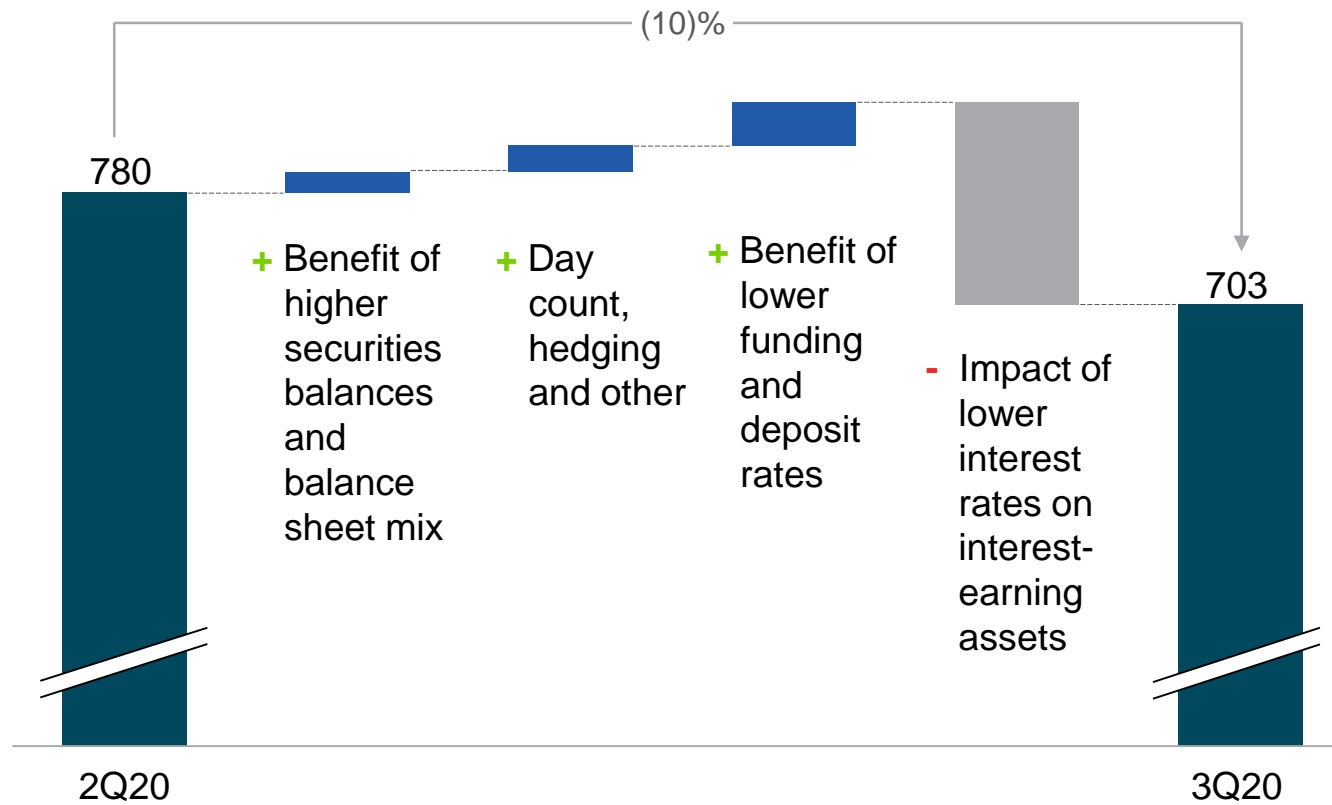 (10)%
780
+ Benefit of
higher
securities
balances
and
balance
sheet mix
+ Day
count,
hedging
and other
+ Benefit of
lower
funding
and
deposit
rates
- Impact of
lower
interest
rates on
interest-
earning
assets
703
2Q20
3Q20